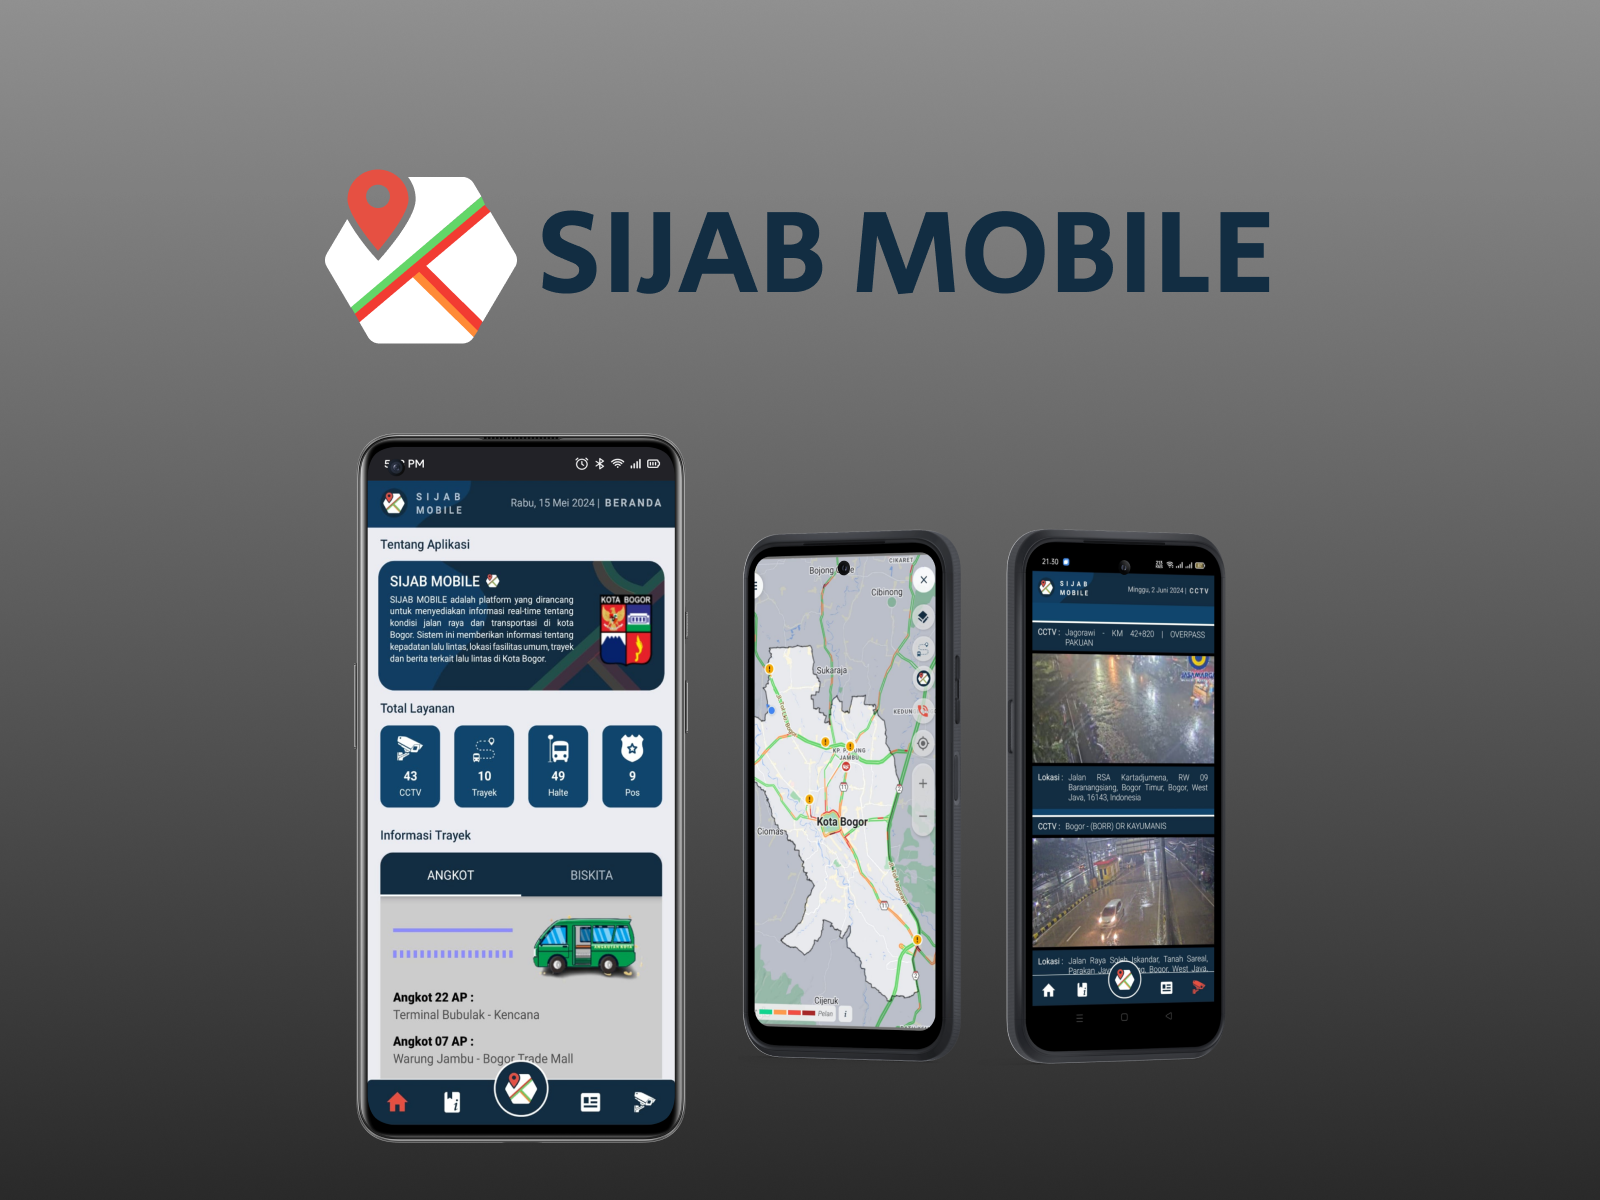 SIJAB MOBILE
PM
SIJAB
MOBILE
Rabu, 15 Mei 2024 | BERANDA
Tentang Aplikasi
SIJAB MOBILE
SIJAB MOBILE adalah platform yang dirancang
untuk menyediakan informasi real-time tentang
kondisi jalan raya dan transportasi di kota
Bogor. Sistem ini memberikan informasi tentang
kepadatan lalu lintas, lokasi fasilitas umum, trayek
dan berita terkait lalu lintas di Kota Bogor.
KOTA BOGOR
Total Layanan
43
CCTV
10
Trayek
49
Halte
9
Pos
Informasi Trayek
ANGKOT
BISKITA
Angkot 22 AP :
Terminal Bubulak - Kencana
Angkot 07 AP :
Warung Jambu - Bogor Trade Mall
CIKARET
Bojong
Cibinong
Sukaraja
KEDUN
JAMBU
Kota Bogor
Ciomas
Cijeruk
Pelan
i
21.30
SIJAB
MOBILE
Minggu, 2 Juni 2024 | CCTV
CCTV : Jagorawi - KM 42+820 | OVERPASS
PAKUAN
Lokasi : Jalan RSA Kartadjumena, RW 09
Baranangsiang, Bogor Timur, Bogor, West
Java, 16143, Indonesia
CCTV : Bogor - (BORR) OR KAYUMANIS
Lokasi : Jalan Raya Soleh Iskandar, Tanah Sareal,
Bogor, West Java,